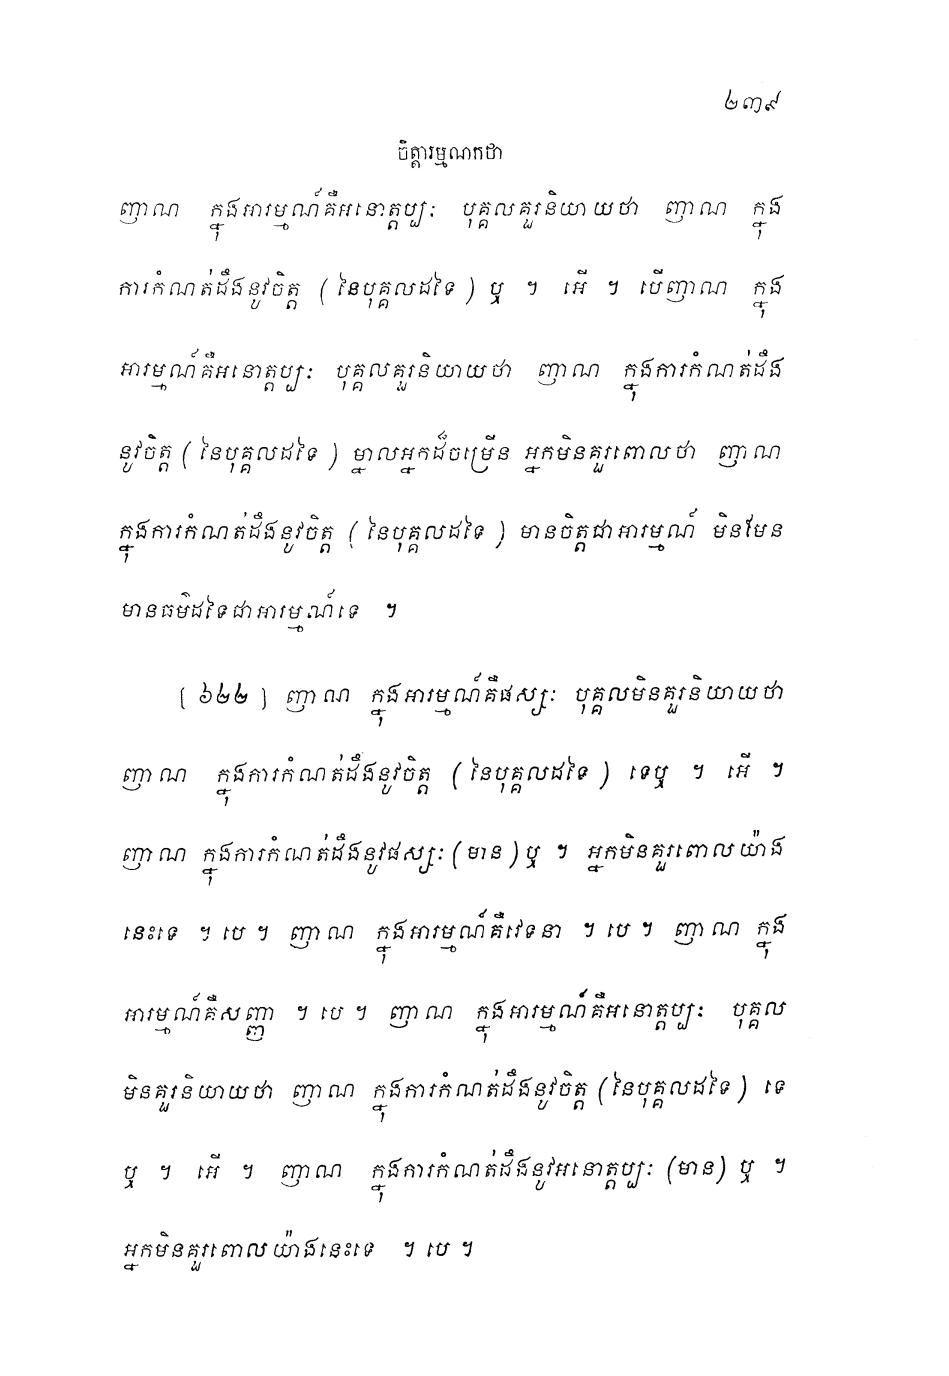 ២៣៩
ចិត្តារម្មណកថា
ញាណ ក្នុងអារម្មណ៍គឺអនោត្តប្បៈ បុគ្គលគួរនិយាយថា ញាណ ក្នុង
ការកំណត់ដឹងនូវចិត្ត (នៃបុគ្គលដទៃ) ឬ ។ អើ ។ បើញាណ ក្នុង
អារម្មណ៍គឺអនោត្តប្បៈ បុគ្គលគួរនិយាយថា ញាណ ក្នុងការកំណត់ដឹង
នូវចិត្ត (នៃបុគ្គលដទៃ) ម្នាលអ្នកដ៏ចម្រើន អ្នកមិនគួរពោលថា ញាណ
ក្នុងការកំណត់ដឹងនូវចិត្ត (នៃបុគ្គលដទៃ) មានចិត្តជាអារម្មណ៍ មិនមែន
មានធម៌ដទៃជាអារម្មណ៍ទេ ។
[៦២២] ញាណ ក្នុងអារម្មណ៍គឺផស្សៈ បុគ្គលមិនគួរនិយាយថា
ញាណ ក្នុងការកំណត់ដឹងនូវចិត្ត (នៃបុគ្គលដទៃ) ទេឬ ។ អើ ។
ញាណ ក្នុងការកំណត់ដឹងនូវផស្សៈ (មាន) ឬ ។ អ្នកមិនគួរពោលយ៉ាង
នេះទេ ។ បេ ។ ញាណ ក្នុងអារម្មណ៍គឺវេទនា ។ បេ ។ ញាណ ក្នុង
អារម្មណ៍គឺសញ្ញា ។ បេ ។ ញាណ ក្នុងអារម្មណ៍គឺអនោត្តប្បៈ បុគ្គល
មិនគួរនិយាយថា ញាណ ក្នុងការកំណត់ដឹងនូវចិត្ត (នៃបុគ្គលដទៃ) ទេ
ឬ ។ អើ ។ ញាណ ក្នុងការកំណត់ដឹងនូវអនោត្តប្បៈ (មាន) ឬ ។
អ្នកមិនគួរពោលយ៉ាងនេះទេ ។ បេ ។